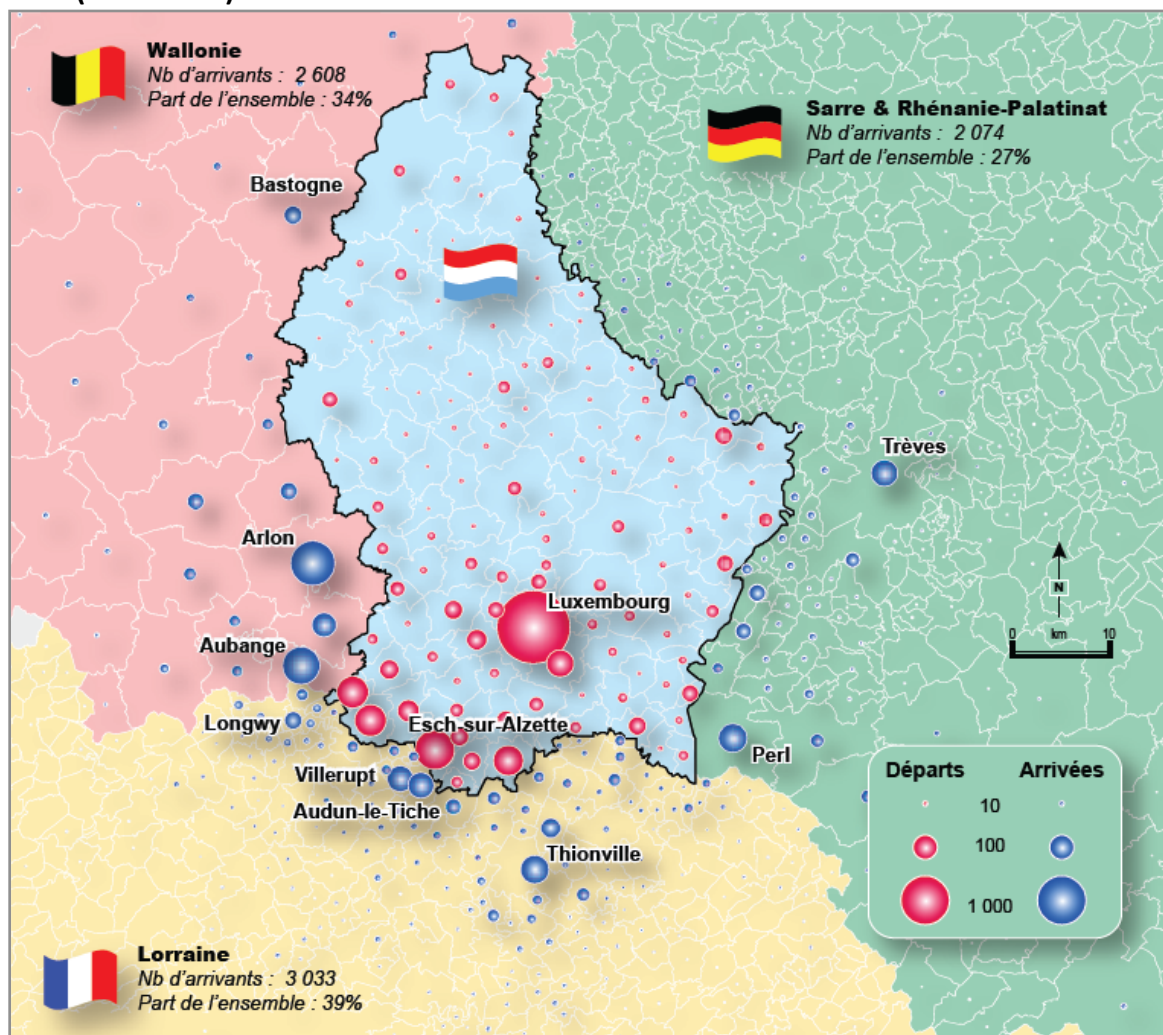 Wallonie
Nb d'arrivants : 2 608
Part de l'ensemble : 34%
Sarre & Rhénanie-Palatinat
Nb d'arrivants : 2 074
Part de l'ensemble : 27%
Bastogne
Trèves
Arlon
Luxembourg
N
0 km 10
Aubange
Longwy
Esch-sur-Alzette
Perl
Villerupt
Audun-le-Tiche
Thionville
Départs Arrivées
10
100
1 000
Lorraine
Nb d'arrivants : 3 033
Part de l'ensemble : 39%